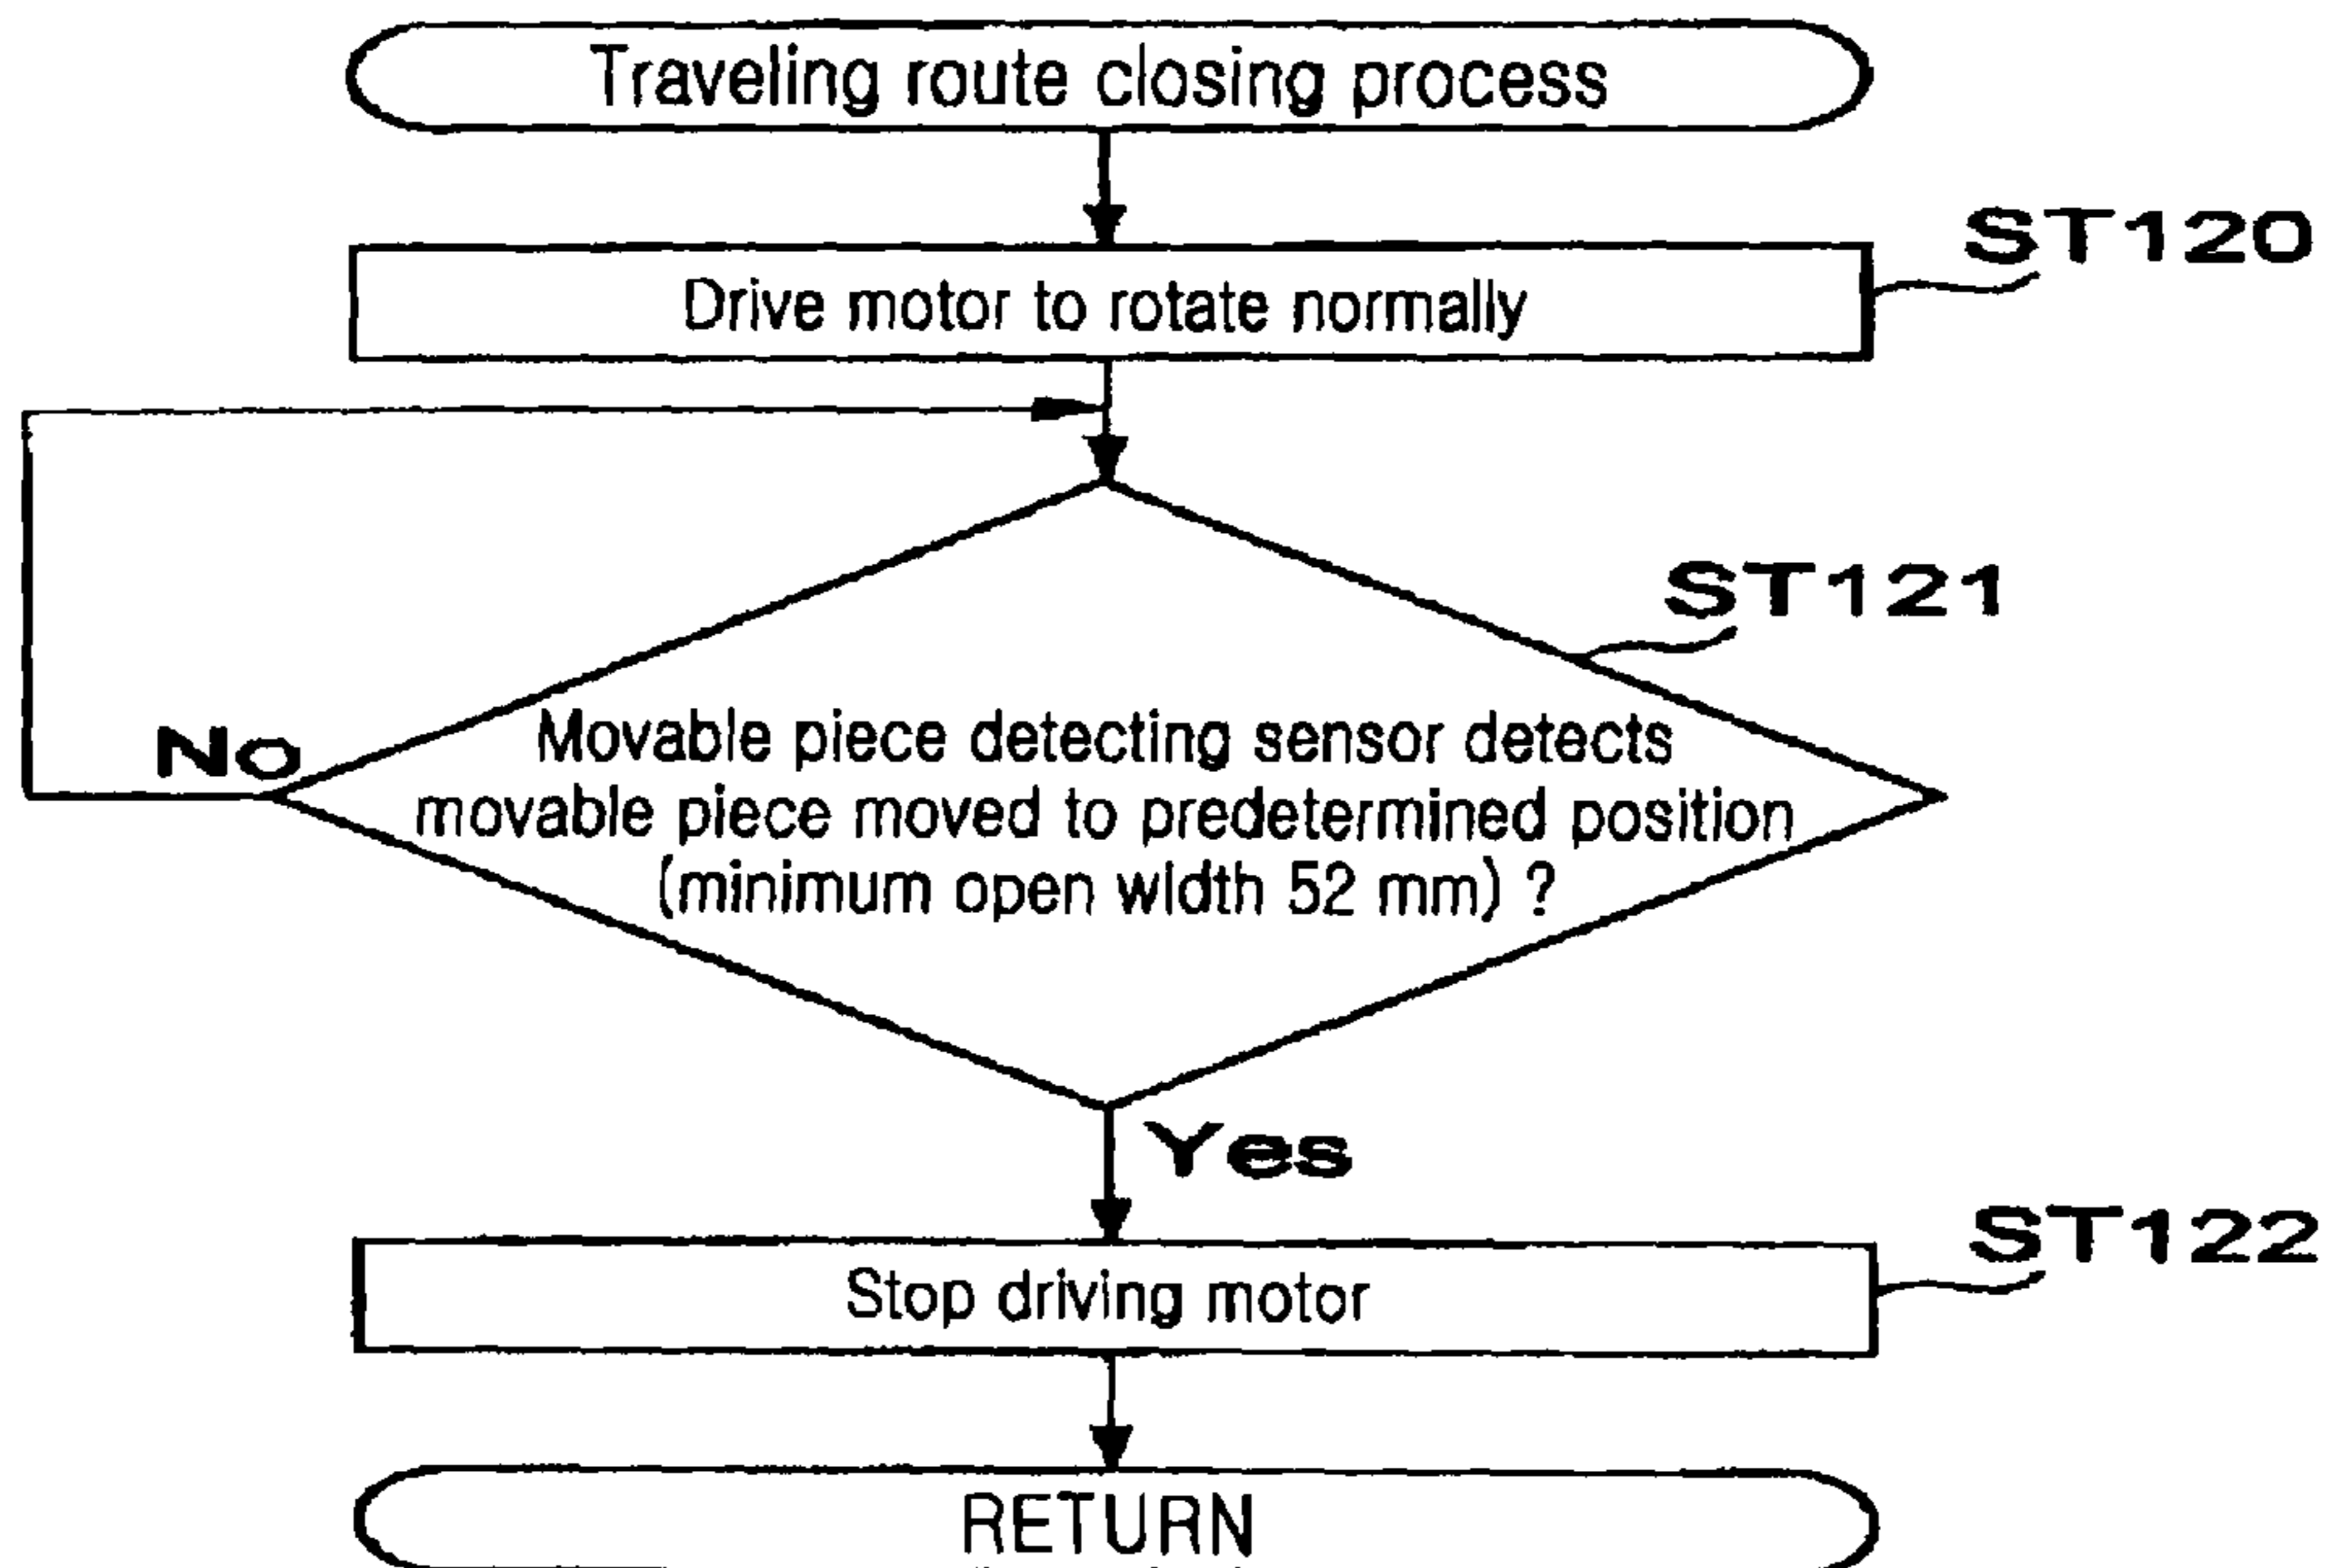 Traveling route closing process
ST120
Drive motor to rotate normally
ST121
No
Movable piece detecting sensor detects
movable piece moved to predetermined position
(minimum open width 52 mm) ?
Yes
ST122
Stop driving motor
RETURN